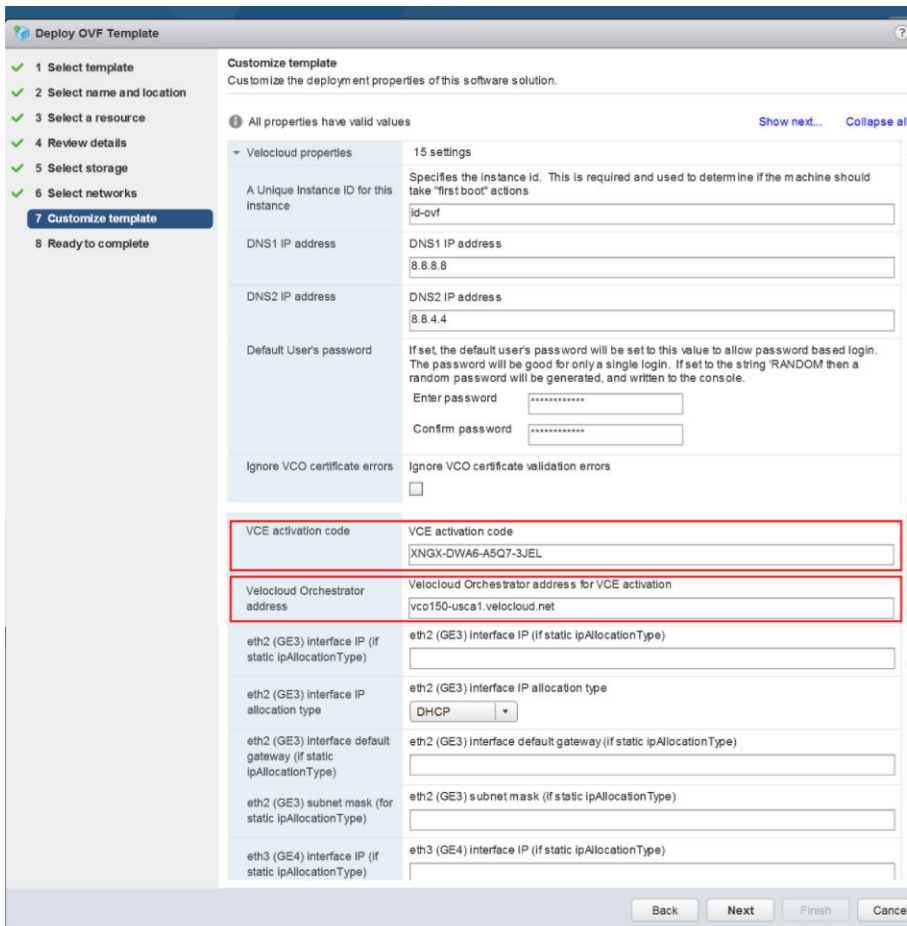 Deploy OVF Template
?
1 Select template
2 Select name and location
3 Select a resource
4 Review details
5 Select storage
6 Select networks
7 Customize template
8 Ready to complete
Customize template
Customize the deployment properties of this software solution.
All properties have valid values
Show next...
Collapse al
Velocloud properties
15 settings
A Unique Instance ID for this
instance
Specifies the instance id. This is required and used to determine if the machine should
take "first boot" actions
id-ovf
DNS1 IP address
DNS1 IP address
8.8.8.8
DNS2 IP address
DNS2 IP address
8.8.4.4
Default User's password
If set, the default user's password will be set to this value to allow password based login.
The password will be good for only a single login. If set to the string 'RANDOM' then a
random password will be generated, and written to the console.
Enter password
************
Confirm password
************
Ignore VCO certificate errors
Ignore VCO certificate validation errors
VCE activation code
VCE activation code
XNGX-DWA6-A5Q7-3JEL
Velocloud Orchestrator
address
Velocloud Orchestrator address for VCE activation
vco150-usca1.velocloud.net
eth2 (GE3) interface IP (if
static ipAllocationType)
eth2 (GE3) interface IP (if static ipAllocationType)
eth2 (GE3) interface IP
allocation type
eth2 (GE3) interface IP allocation type
DHCP
eth2 (GE3) interface default
gateway (if static
ipAllocationType)
eth2 (GE3) interface default gateway (if static ipAllocationType)
eth2 (GE3) subnet mask (for
static ipAllocationType)
eth2 (GE3) subnet mask (if static ipAllocationType)
eth3 (GE4) interface IP (if
static ipAllocationType)
eth3 (GE4) interface IP (if static ipAllocationType)
Back
Next
Finish
Cance